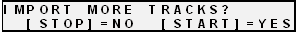 IMPORT MORE TRACKS?
[STOP]=NO [START]=YES